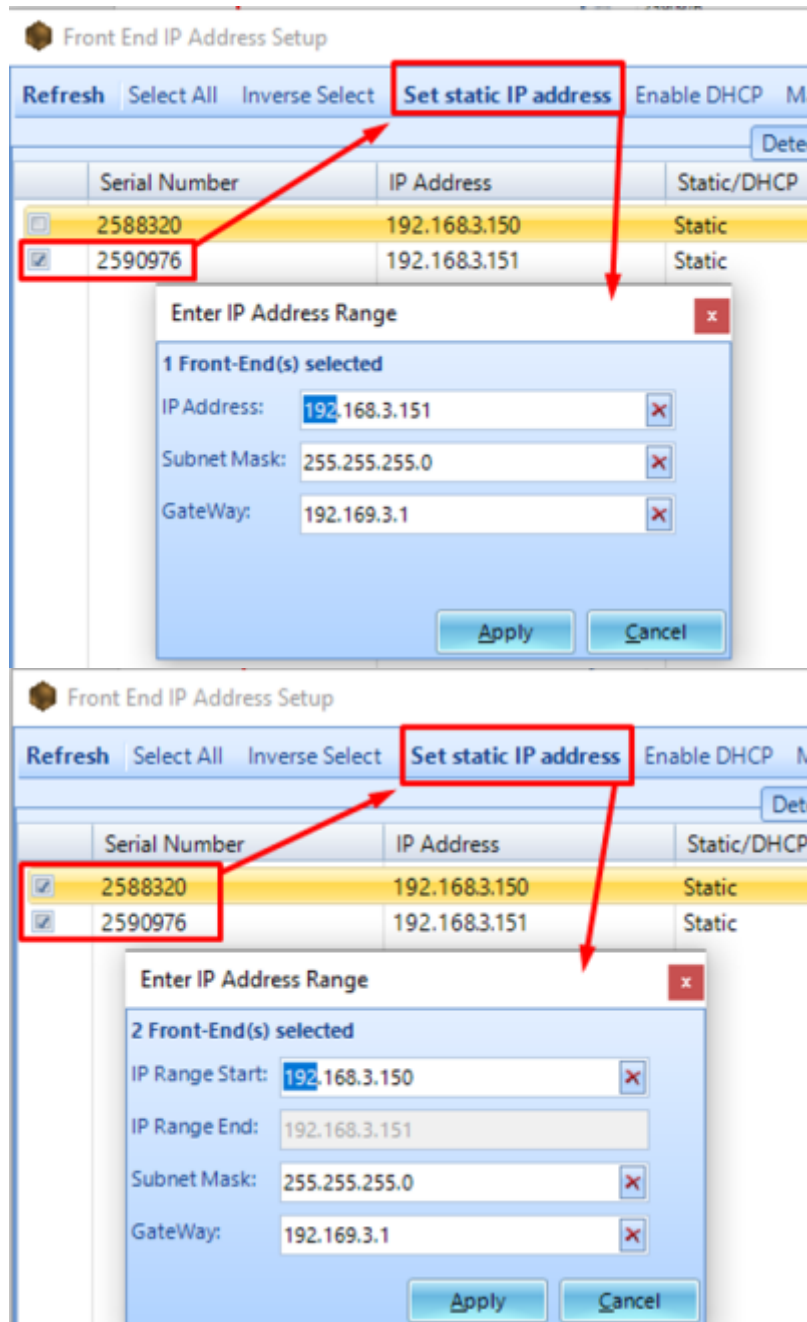 Front End IP Address Setup
Refresh Select All Inverse Select Set static IP address Enable DHCP
Serial Number IP Address Static/DHCP
2588320 192.168.3.150 Static
2590976 192.168.3.151 Static
Enter IP Address Range
x
1 Front-End(s) selected
IP Address: 192.168.3.151
Subnet Mask: 255.255.255.0
GateWay: 192.169.3.1
Apply Cancel
Front End IP Address Setup
Refresh Select All Inverse Select Set static IP address Enable DHCP
Serial Number IP Address Static/DHCP
2588320 192.168.3.150 Static
2590976 192.168.3.151 Static
Enter IP Address Range
x
2 Front-End(s) selected
IP Range Start: 192.168.3.150
IP Range End: 192.168.3.151
Subnet Mask: 255.255.255.0
GateWay: 192.169.3.1
Apply Cancel